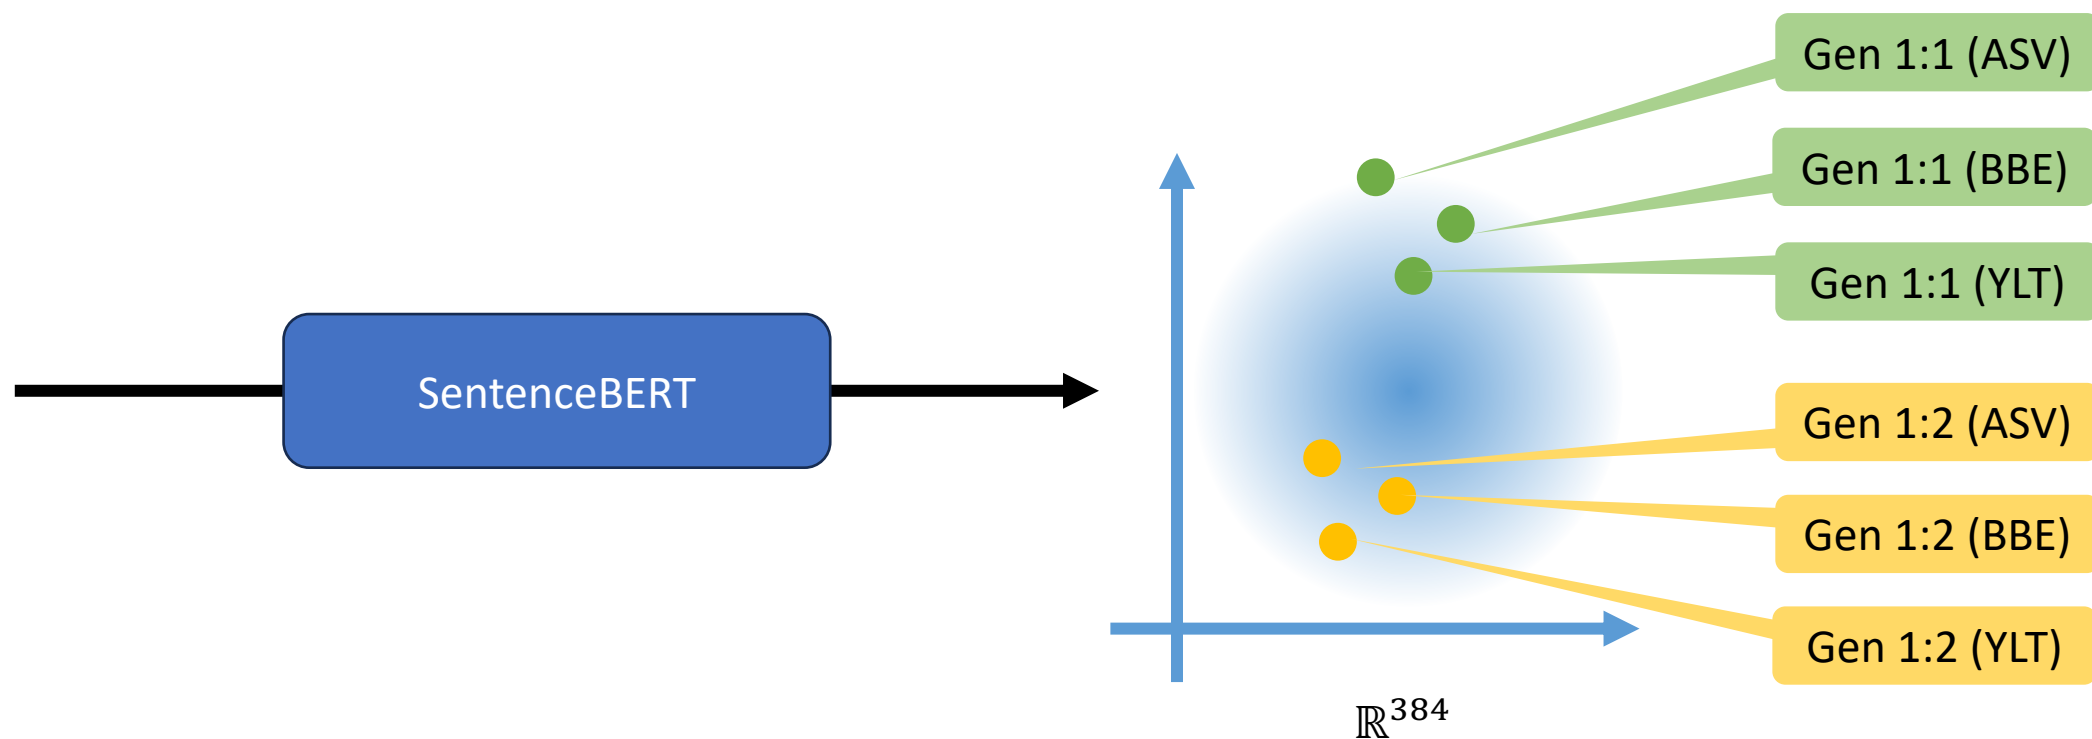 SentenceBERT
Gen 1:1 (ASV)
Gen 1:1 (BBE)
Gen 1:1 (YLT)
Gen 1:2 (ASV)
Gen 1:2 (BBE)
Gen 1:2 (YLT)
ℝ³⁸⁴